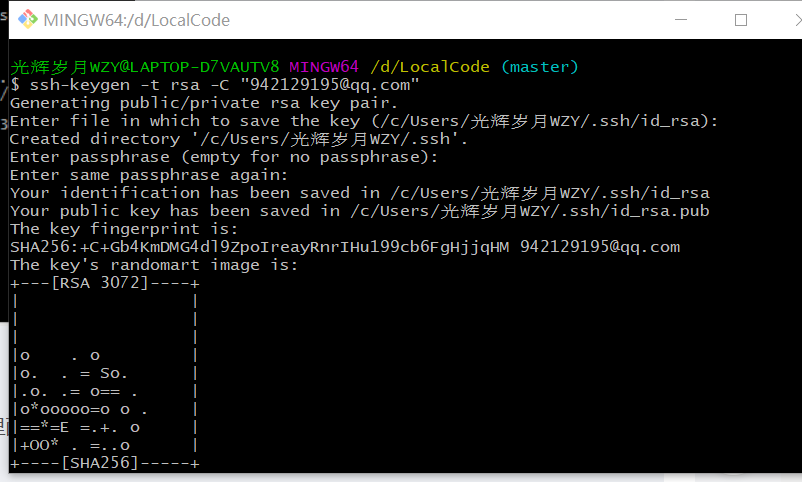 MINGW64:/d/LocalCode
光辉岁月WZY@LAPTOP-D7VAUTV8 MINGW64 /d/LocalCode (master)
$ ssh-keygen -t rsa -C "942129195@qq.com"
Generating public/private rsa key pair.
Enter file in which to save the key (/c/Users/光辉岁月WZY/.ssh/id_rsa):
Created directory '/c/Users/光辉岁月WZY/.ssh'.
Enter passphrase (empty for no passphrase):
Enter same passphrase again:
Your identification has been saved in /c/Users/光辉岁月WZY/.ssh/id_rsa
Your public key has been saved in /c/Users/光辉岁月WZY/.ssh/id_rsa.pub
The key fingerprint is:
SHA256:+C+Gb4KmDMG4dl9ZpoIreayRnrIHu199cb6FgHjjqHM 942129195@qq.com
The key's randomart image is:
+---[RSA 3072]----+
|                 |
|                 |
|                 |
|o    . o         |
|o.  . = So.      |
|.o. .= o== .     |
|o*ooooo=o o .    |
|==*=E =.+. o     |
|+OO* . =..o      |
+----[SHA256]-----+